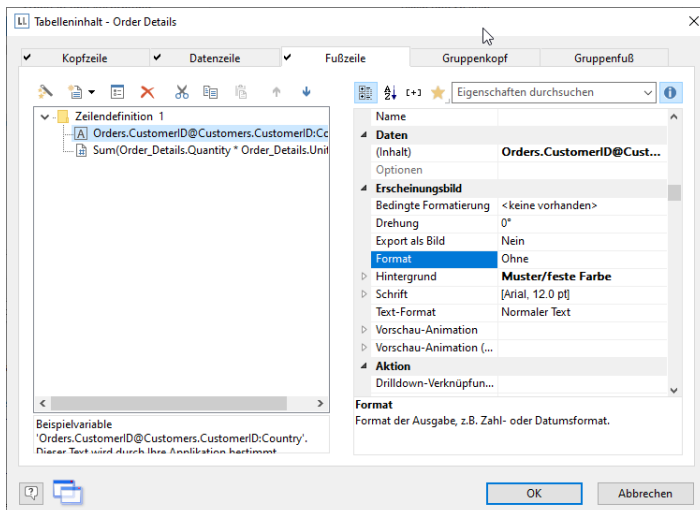 LL Tabelleninhalt - Order Details
Kopfzeile Datenzeile Fußzeile Gruppenkopf Gruppenfuß
Eigenschaften durchsuchen
Zeilendefinition 1
Orders.CustomerID@Customers.CustomerID:Cc
Sum(Order_Details.Quantity * Order_Details.Unit
Name
Daten
(Inhalt) Orders.CustomerID@Cust...
Optionen
Erscheinungsbild
Bedingte Formatierung <keine vorhanden>
Drehung 0°
Export als Bild Nein
Format Ohne
Hintergrund Muster/feste Farbe
Schrift [Arial, 12.0 pt]
Text-Format Normaler Text
Vorschau-Animation
Vorschau-Animation (...
Aktion
Drilldown-Verknüpfun...
Beispielvariable
'Orders.CustomerID@Customers.CustomerID:Country'.
Dieser Text wird durch Ihre Applikation bestimmt
Format
Format der Ausgabe, z.B. Zahl- oder Datumsformat.
OK Abbrechen